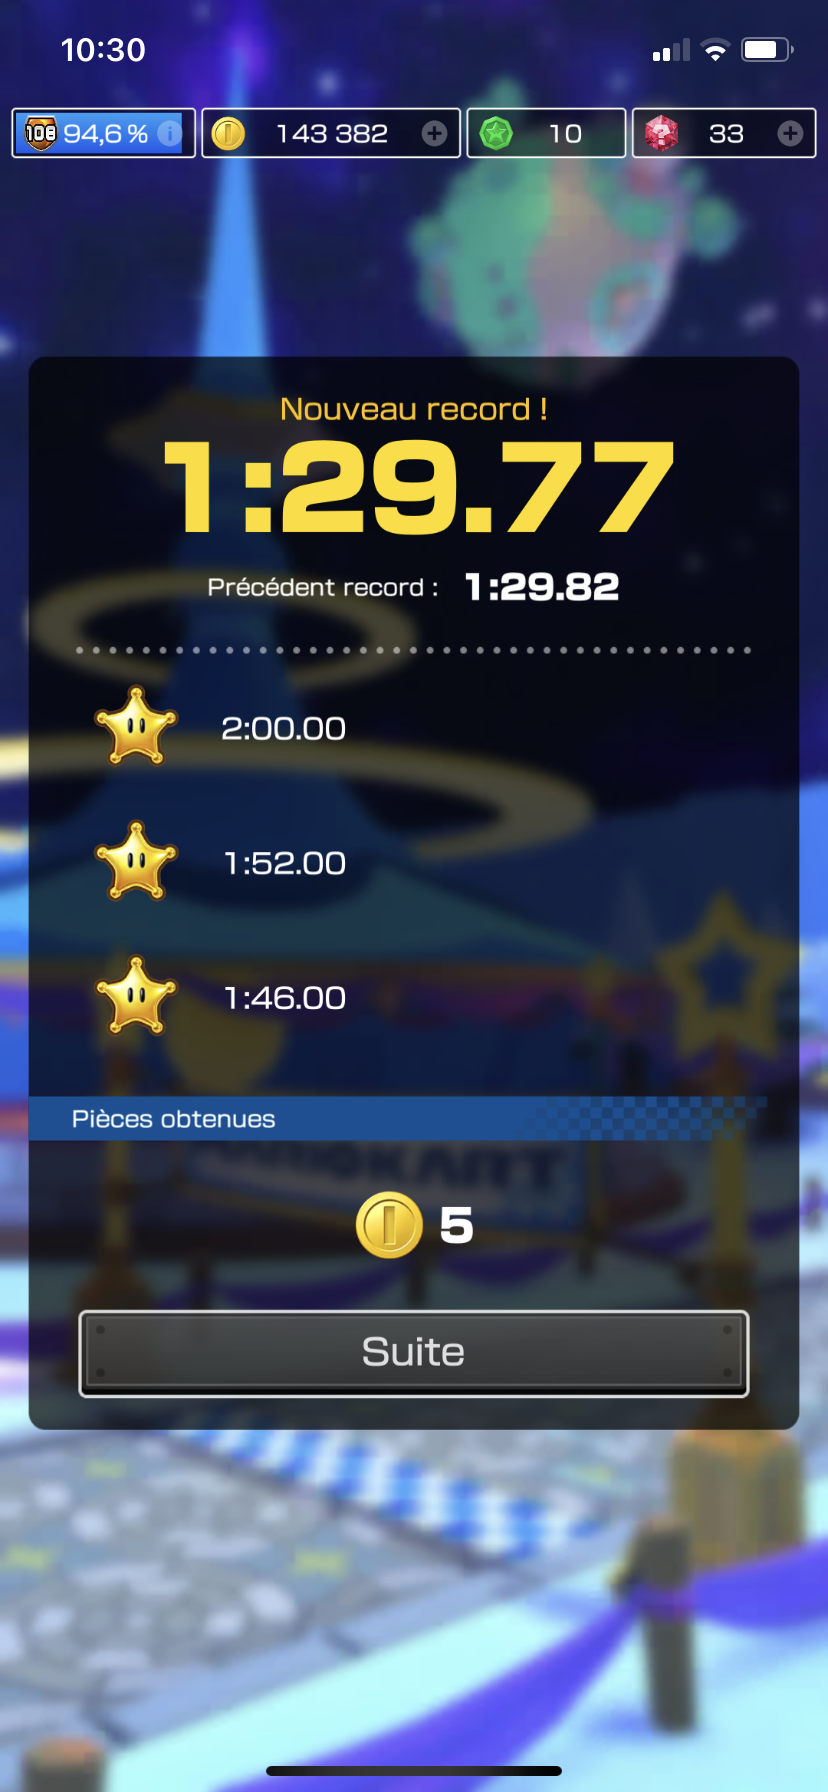 10:30
108 94,6 % i 143 382 + 10 33 +
Nouveau record !
1:29.77
Précédent record : 1:29.82
2:00.00
1:52.00
1:46.00
Pièces obtenues
MARIOKART
5
Suite